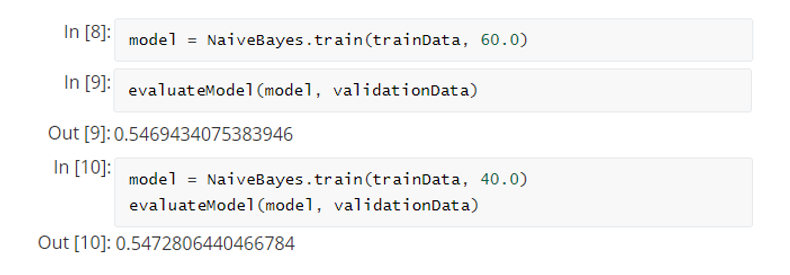 In [8]: model = NaiveBayes.train(trainData, 60.0)
In [9]: evaluateModel(model, validationData)
Out [9]: 0.5469434075383946
In [10]: model = NaiveBayes.train(trainData, 40.0)
evaluateModel(model, validationData)
Out [10]: 0.5472806440466784